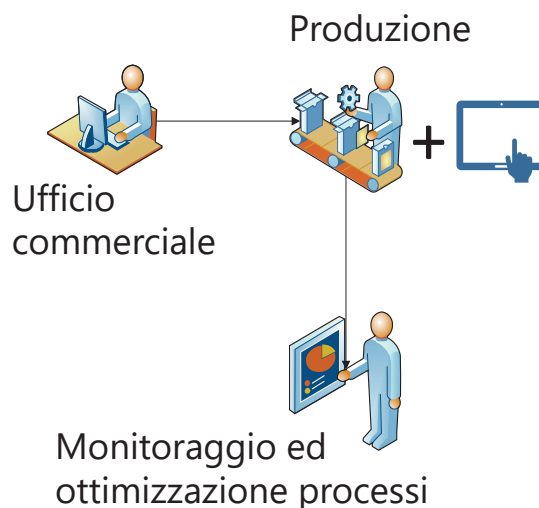 Produzione
Ufficio
commerciale
Monitoraggio ed
ottimizzazione processi